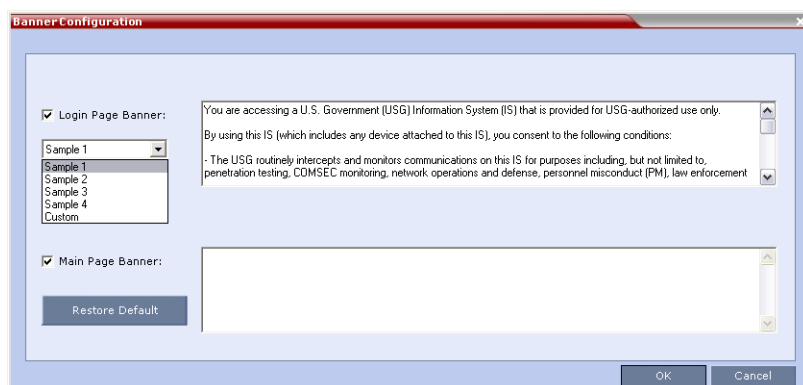 Banner Configuration
Login Page Banner:
Sample 1
Sample 1
Sample 2
Sample 3
Sample 4
Custom
You are accessing a U.S. Government (USG) Information System (IS) that is provided for USG-authorized use only.
By using this IS (which includes any device attached to this IS), you consent to the following conditions:
- The USG routinely intercepts and monitors communications on this IS for purposes including, but not limited to,
penetration testing, COMSEC monitoring, network operations and defense, personnel misconduct (PM), law enforcement
Main Page Banner:
Restore Default
OK
Cancel